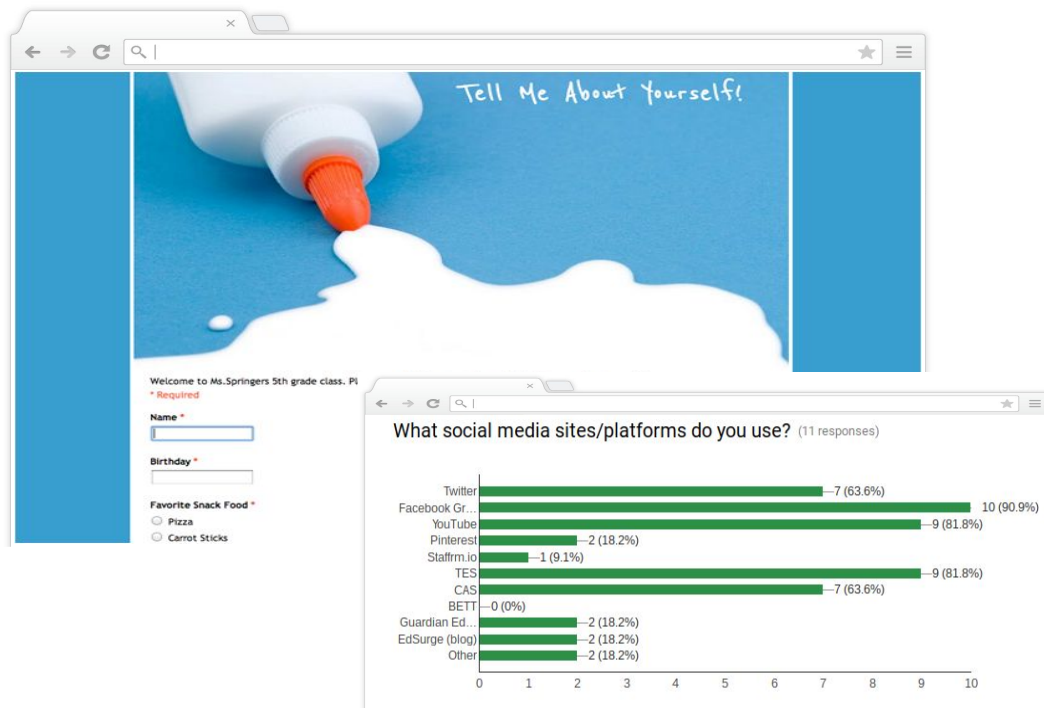 Tell Me About Yourself!
Welcome to Ms.Springers 5th grade class. Pl
* Required
Name *
Birthday *
Favorite Snack Food *
Pizza
Carrot Sticks
What social media sites/platforms do you use? (11 responses)
Twitter 7 (63.6%)
Facebook Gr... 10 (90.9%)
YouTube 9 (81.8%)
Pinterest 2 (18.2%)
Staffrm.io 1 (9.1%)
TES 9 (81.8%)
CAS 7 (63.6%)
BETT 0 (0%)
Guardian Ed... 2 (18.2%)
EdSurge (blog) 2 (18.2%)
Other 2 (18.2%)
0 1 2 3 4 5 6 7 8 9 10